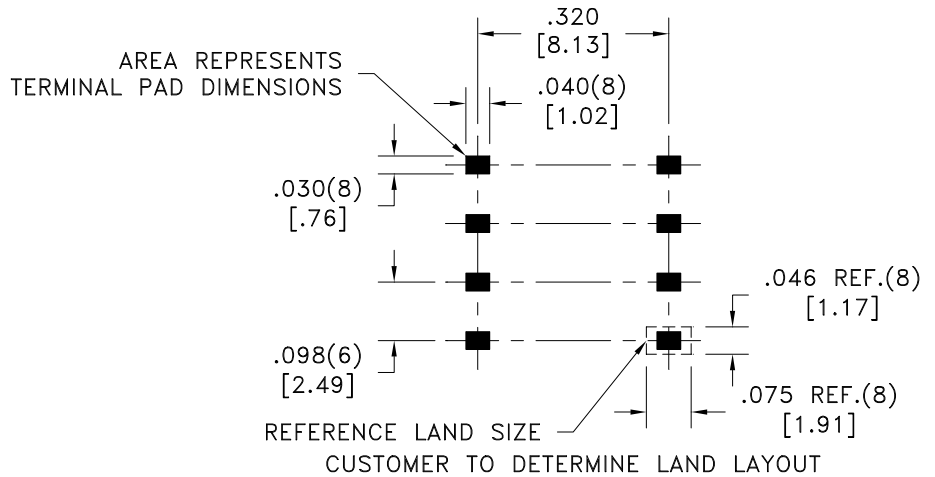 .320
[8.13]
AREA REPRESENTS
TERMINAL PAD DIMENSIONS
.040(8)
[1.02]
.030(8)
[.76]
.046 REF.(8)
[1.17]
.098(6)
[2.49]
.075 REF.(8)
[1.91]
REFERENCE LAND SIZE
CUSTOMER TO DETERMINE LAND LAYOUT